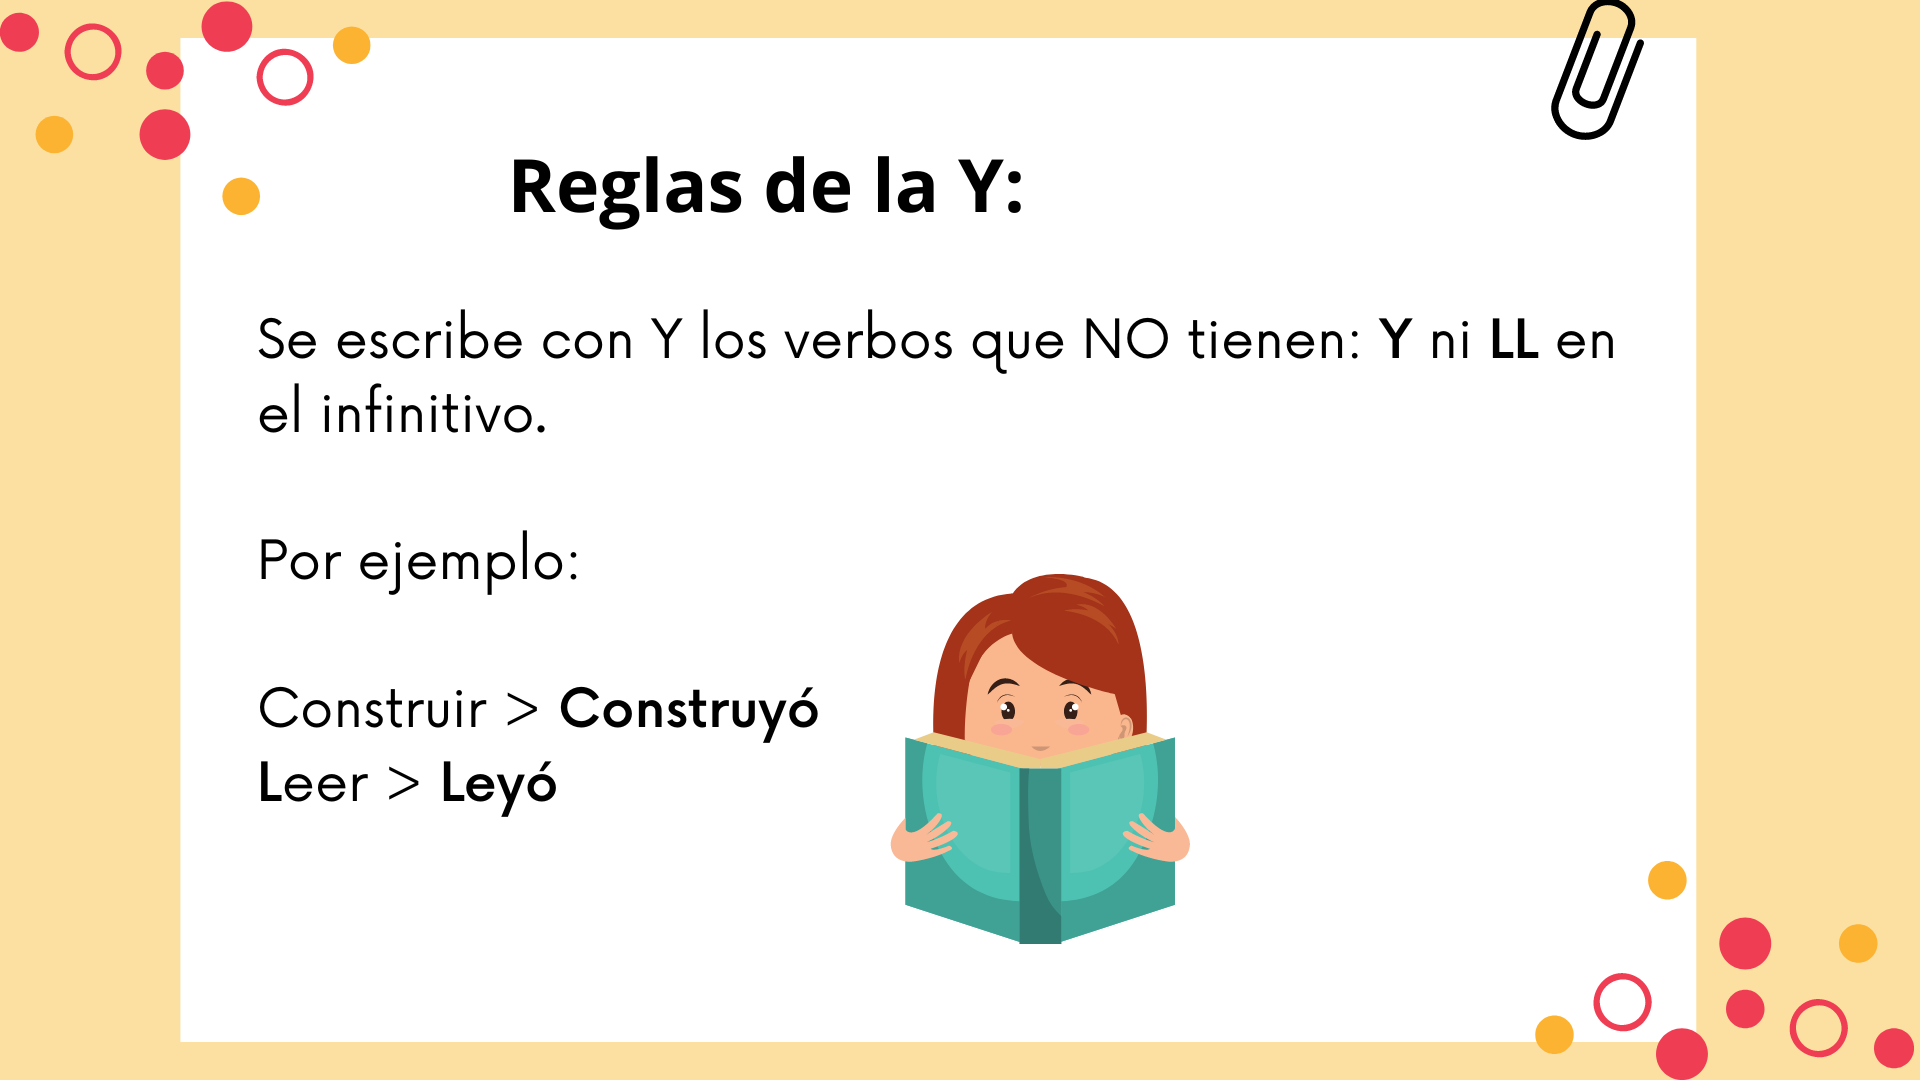 Reglas de la Y:
Se escribe con Y los verbos que NO tienen: Y ni LL en
el infinitivo.
Por ejemplo:
Construir > Construyó
Leer > Leyó